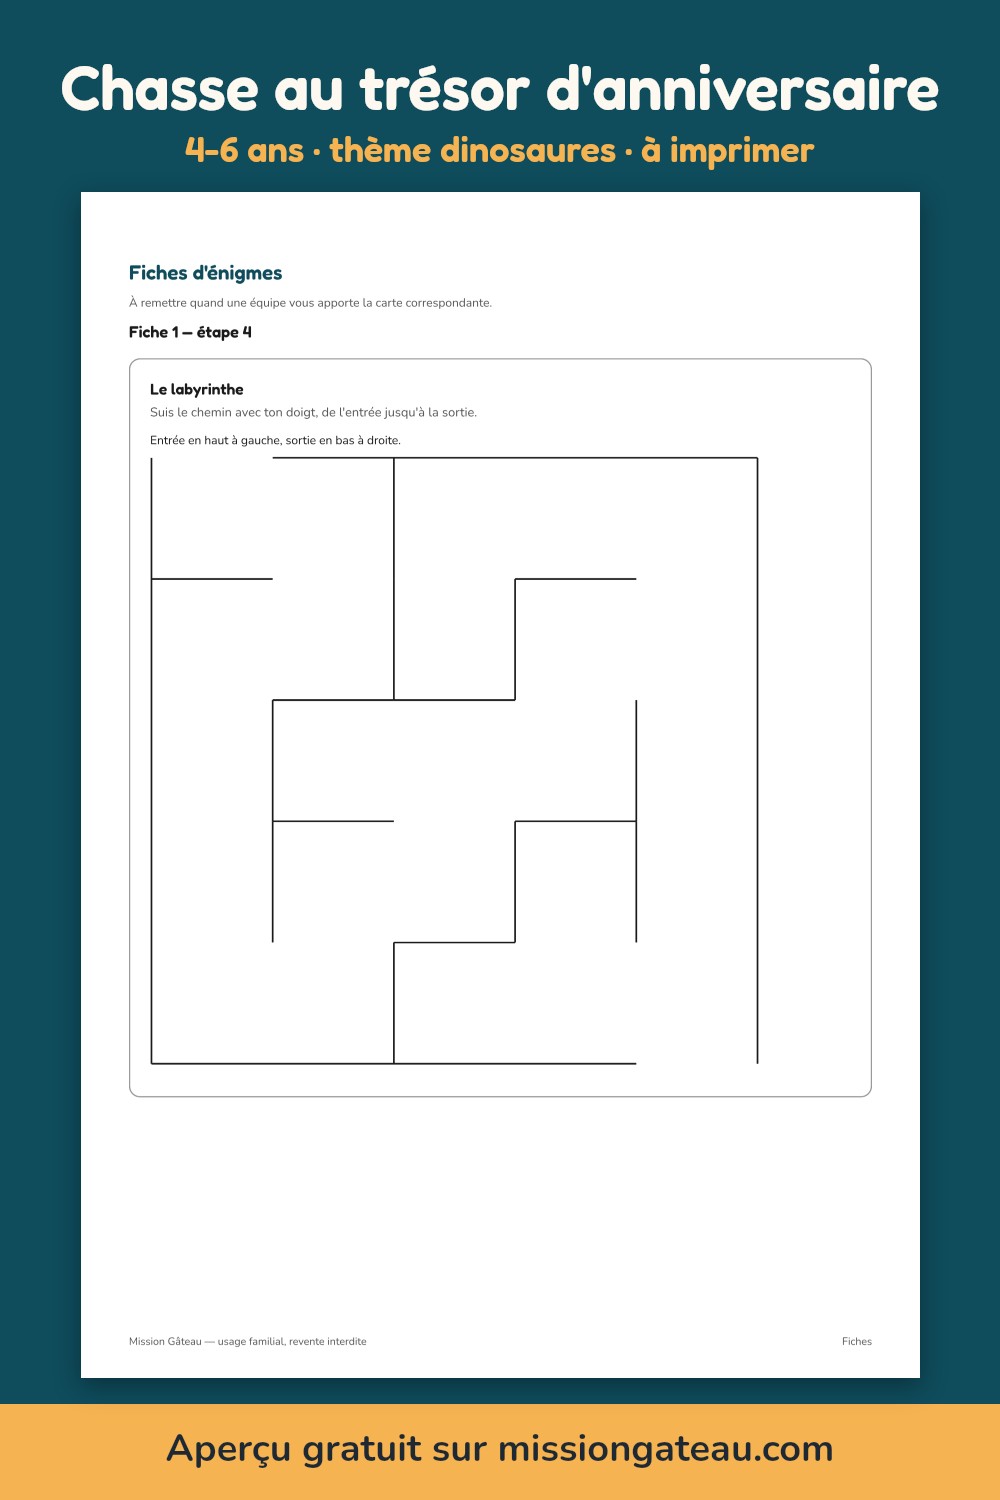 Chasse au trésor d'anniversaire
4-6 ans · thème dinosaures · à imprimer
Fiches d'énigmes
À remettre quand une équipe vous apporte la carte correspondante.
Fiche 1 — étape 4
Le labyrinthe
Suis le chemin avec ton doigt, de l'entrée jusqu'à la sortie.
Entrée en haut à gauche, sortie en bas à droite.
Mission Gâteau — usage familial, revente interdite
Fiches
Aperçu gratuit sur missiongateau.com